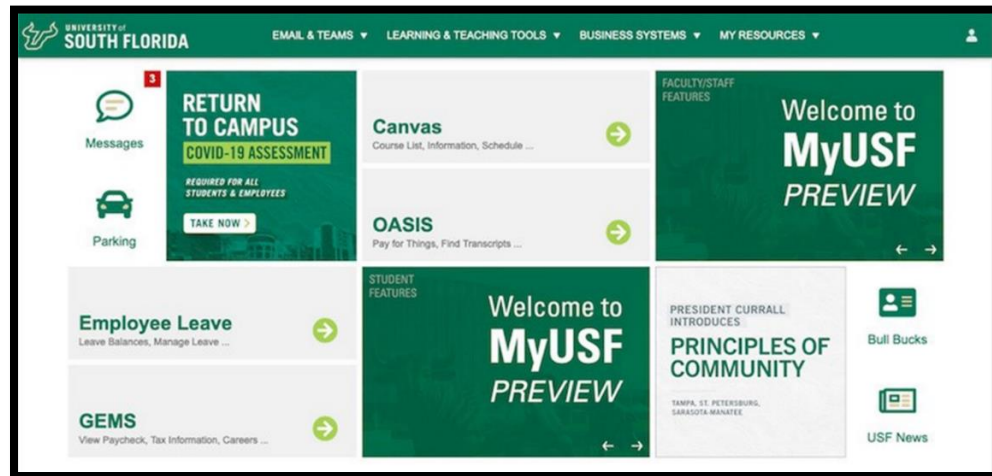 UNIVERSITY of
SOUTH FLORIDA
EMAIL & TEAMS ▼
LEARNING & TEACHING TOOLS ▼
BUSINESS SYSTEMS ▼
MY RESOURCES ▼
3
Messages
Parking
RETURN
TO CAMPUS
COVID-19 ASSESSMENT
REQUIRED FOR ALL
STUDENTS & EMPLOYEES
TAKE NOW >
Canvas
Course List, Information, Schedule ...
OASIS
Pay for Things, Find Transcripts ...
FACULTY/STAFF
FEATURES
Welcome to
MyUSF
PREVIEW
Employee Leave
Leave Balances, Manage Leave ...
GEMS
View Paycheck, Tax Information, Careers ...
STUDENT
FEATURES
Welcome to
MyUSF
PREVIEW
PRESIDENT CURRALL
INTRODUCES
PRINCIPLES OF
COMMUNITY
TAMPA, ST. PETERSBURG,
SARASOTA-MANATEE
Bull Bucks
USF News